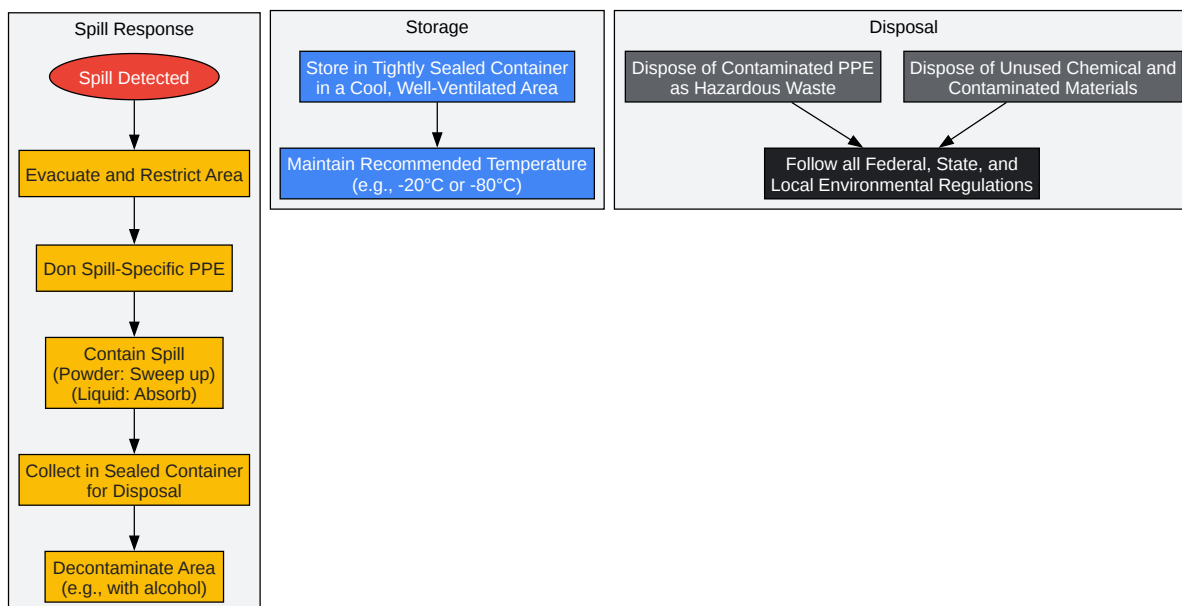 Spill Response
Spill Detected
Evacuate and Restrict Area
Don Spill-Specific PPE
Contain Spill
(Powder: Sweep up)
(Liquid: Absorb)
Collect in Sealed Container
for Disposal
Decontaminate Area
(e.g., with alcohol)
Storage
Store in Tightly Sealed Container
in a Cool, Well-Ventilated Area
Maintain Recommended Temperature
(e.g., -20°C or -80°C)
Disposal
Dispose of Contaminated PPE
as Hazardous Waste
Dispose of Unused Chemical and
Contaminated Materials
Follow all Federal, State, and
Local Environmental Regulations